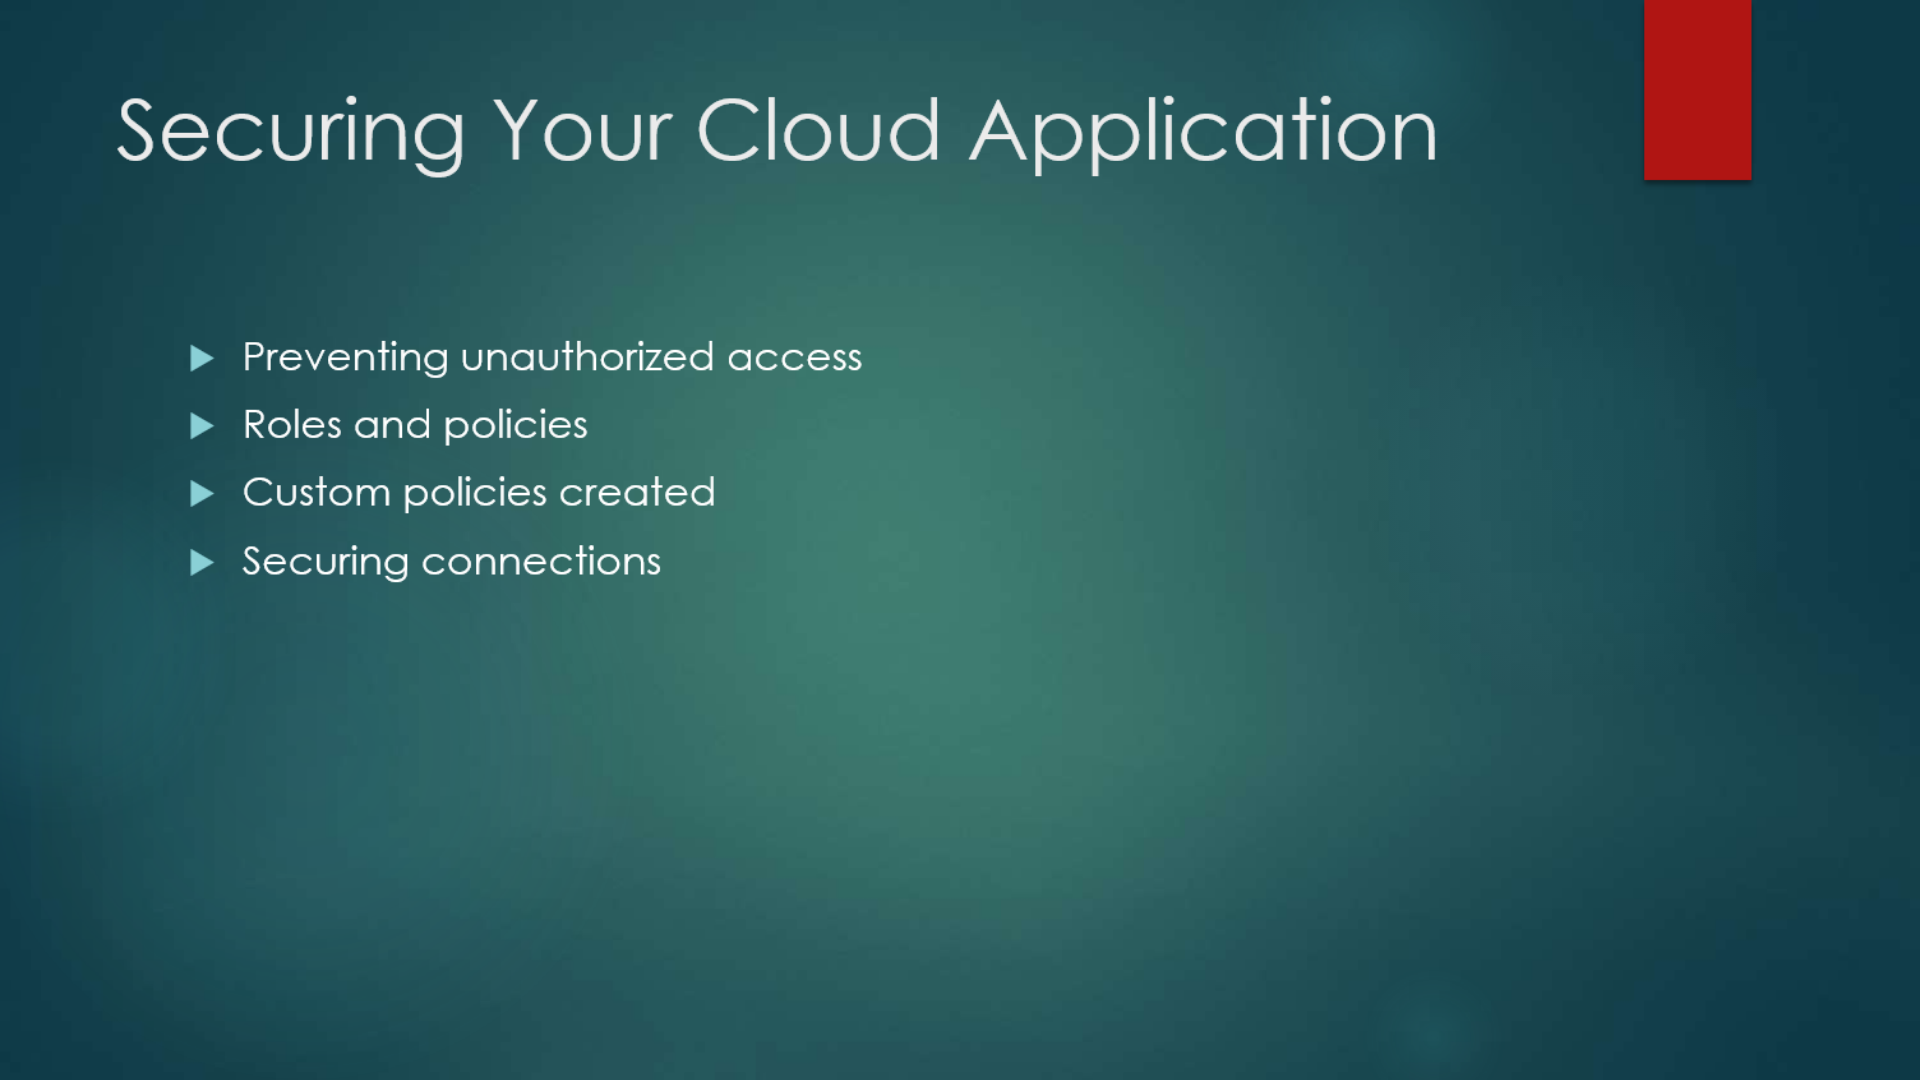 Securing Your Cloud Application
Preventing unauthorized access
Roles and policies
Custom policies created
Securing connections